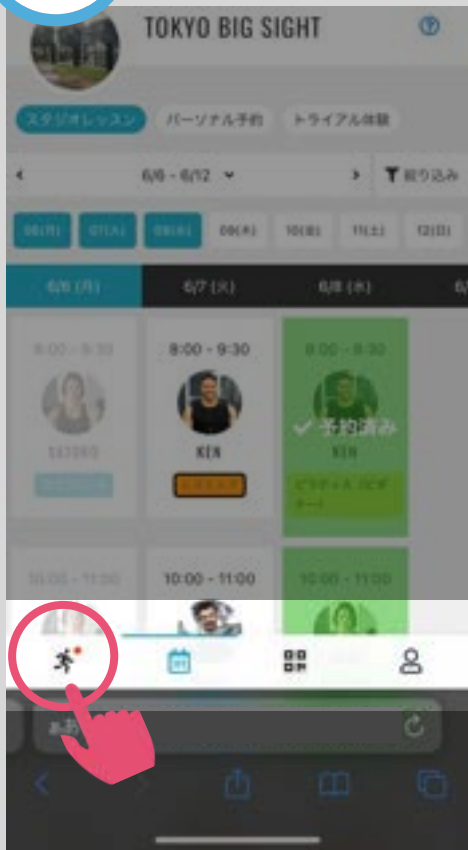 TOKYO BIG SIGHT
スタジオレッスン パーソナル予約 トライアル体験
6/6 - 6/12 絞り込み
06(月) 07(火) 08(水) 09(木) 10(金) 11(土) 12(日)
6/6 (月) 6/7 (火) 6/8 (水) 6/
8:00 - 9:30 8:00 - 9:30 8:00 - 9:30
予約済み
KEN KEN
10:00 - 11:00 10:00 - 11:00 10:00 - 11:00